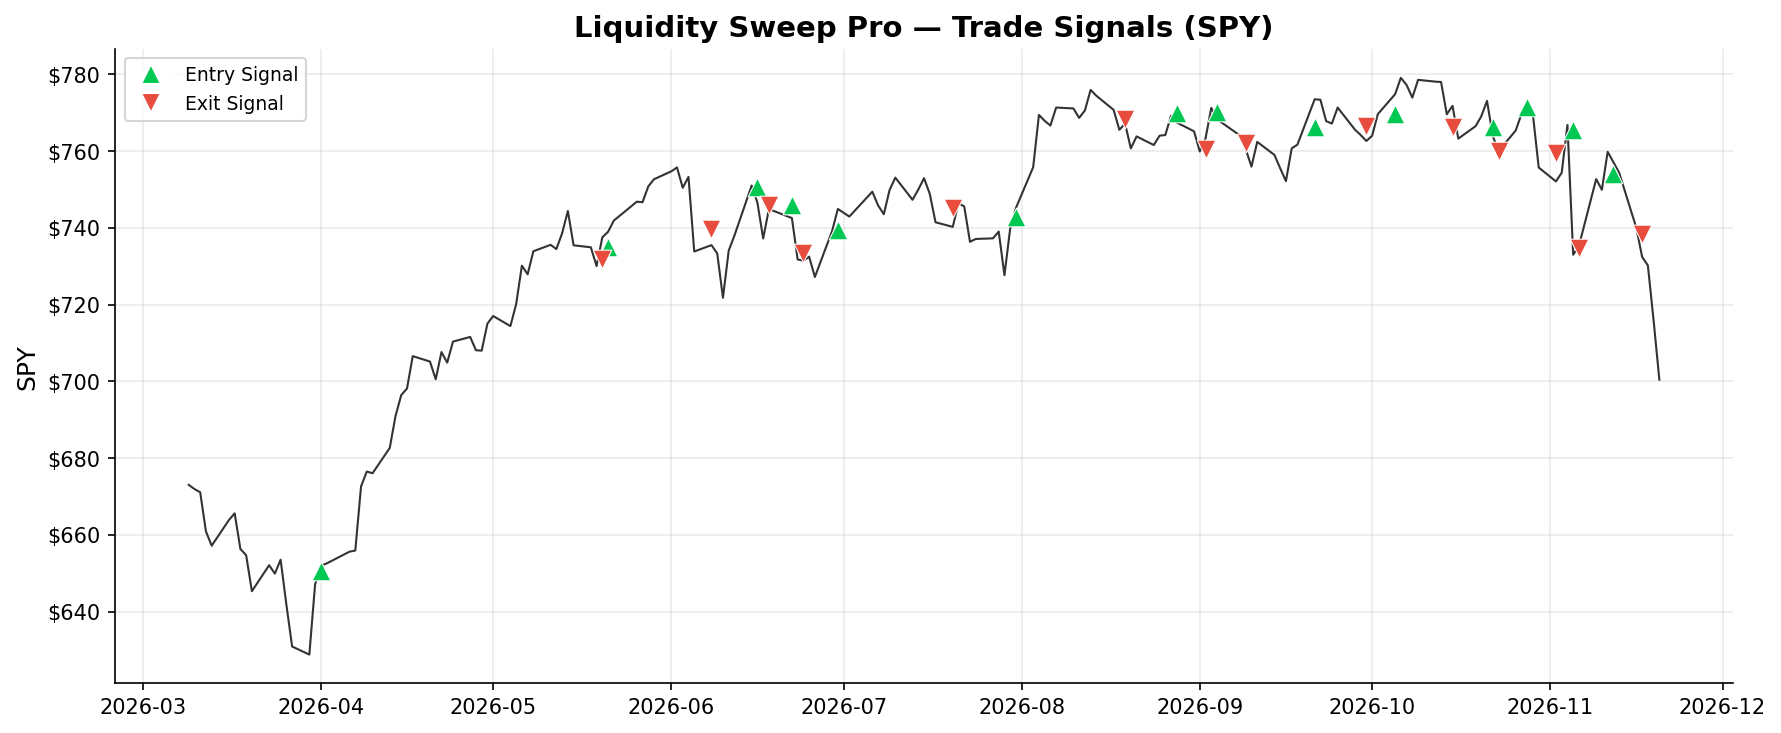 Liquidity Sweep Pro — Trade Signals (SPY)
Entry Signal
Exit Signal
SPY
$780
$760
$740
$720
$700
$680
$660
$640
2026-03 2026-04 2026-05 2026-06 2026-07 2026-08 2026-09 2026-10 2026-11 2026-12